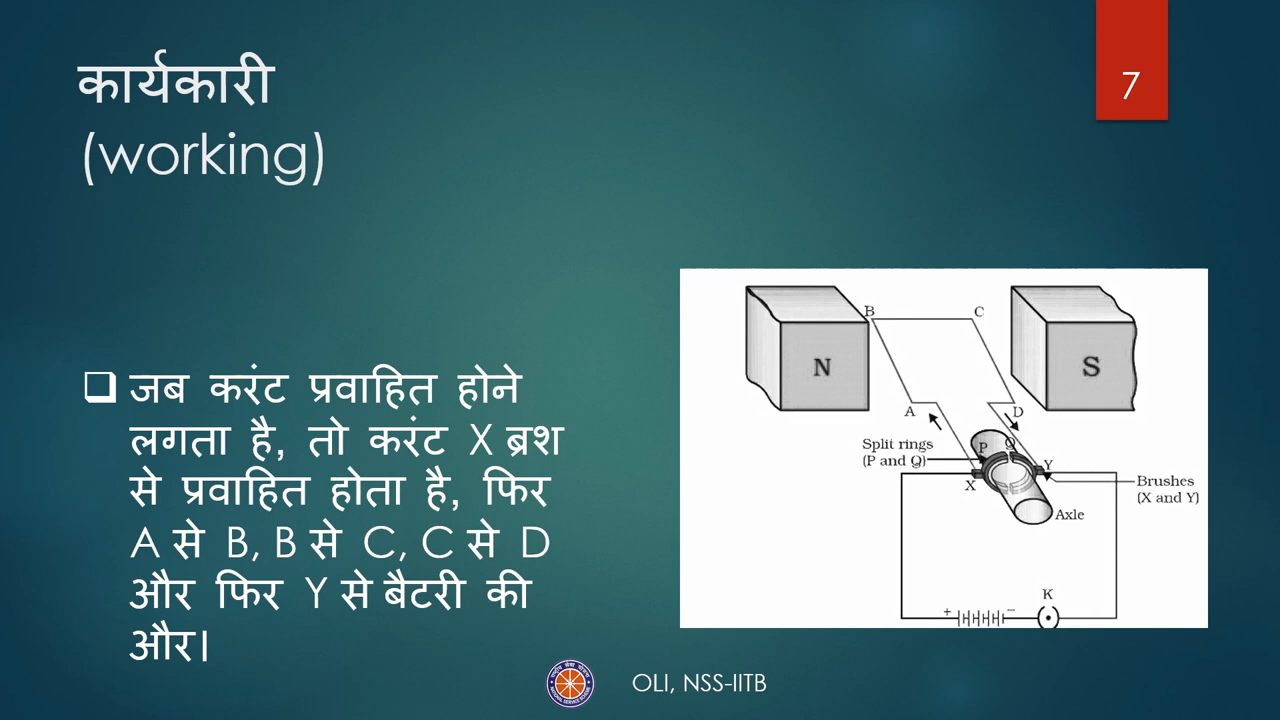 कार्यकारी
(working)
7
❑ जब करंट प्रवाहित होने
लगता है, तो करंट X ब्रश
से प्रवाहित होता है, फिर
A से B, B से C, C से D
और फिर Y से बैटरी की
और।
B
C
N
S
A
D
Split rings
(P and Q)
P
Q
X
Y
Brushes
(X and Y)
Axle
K
+
−
OLI, NSS-IITB